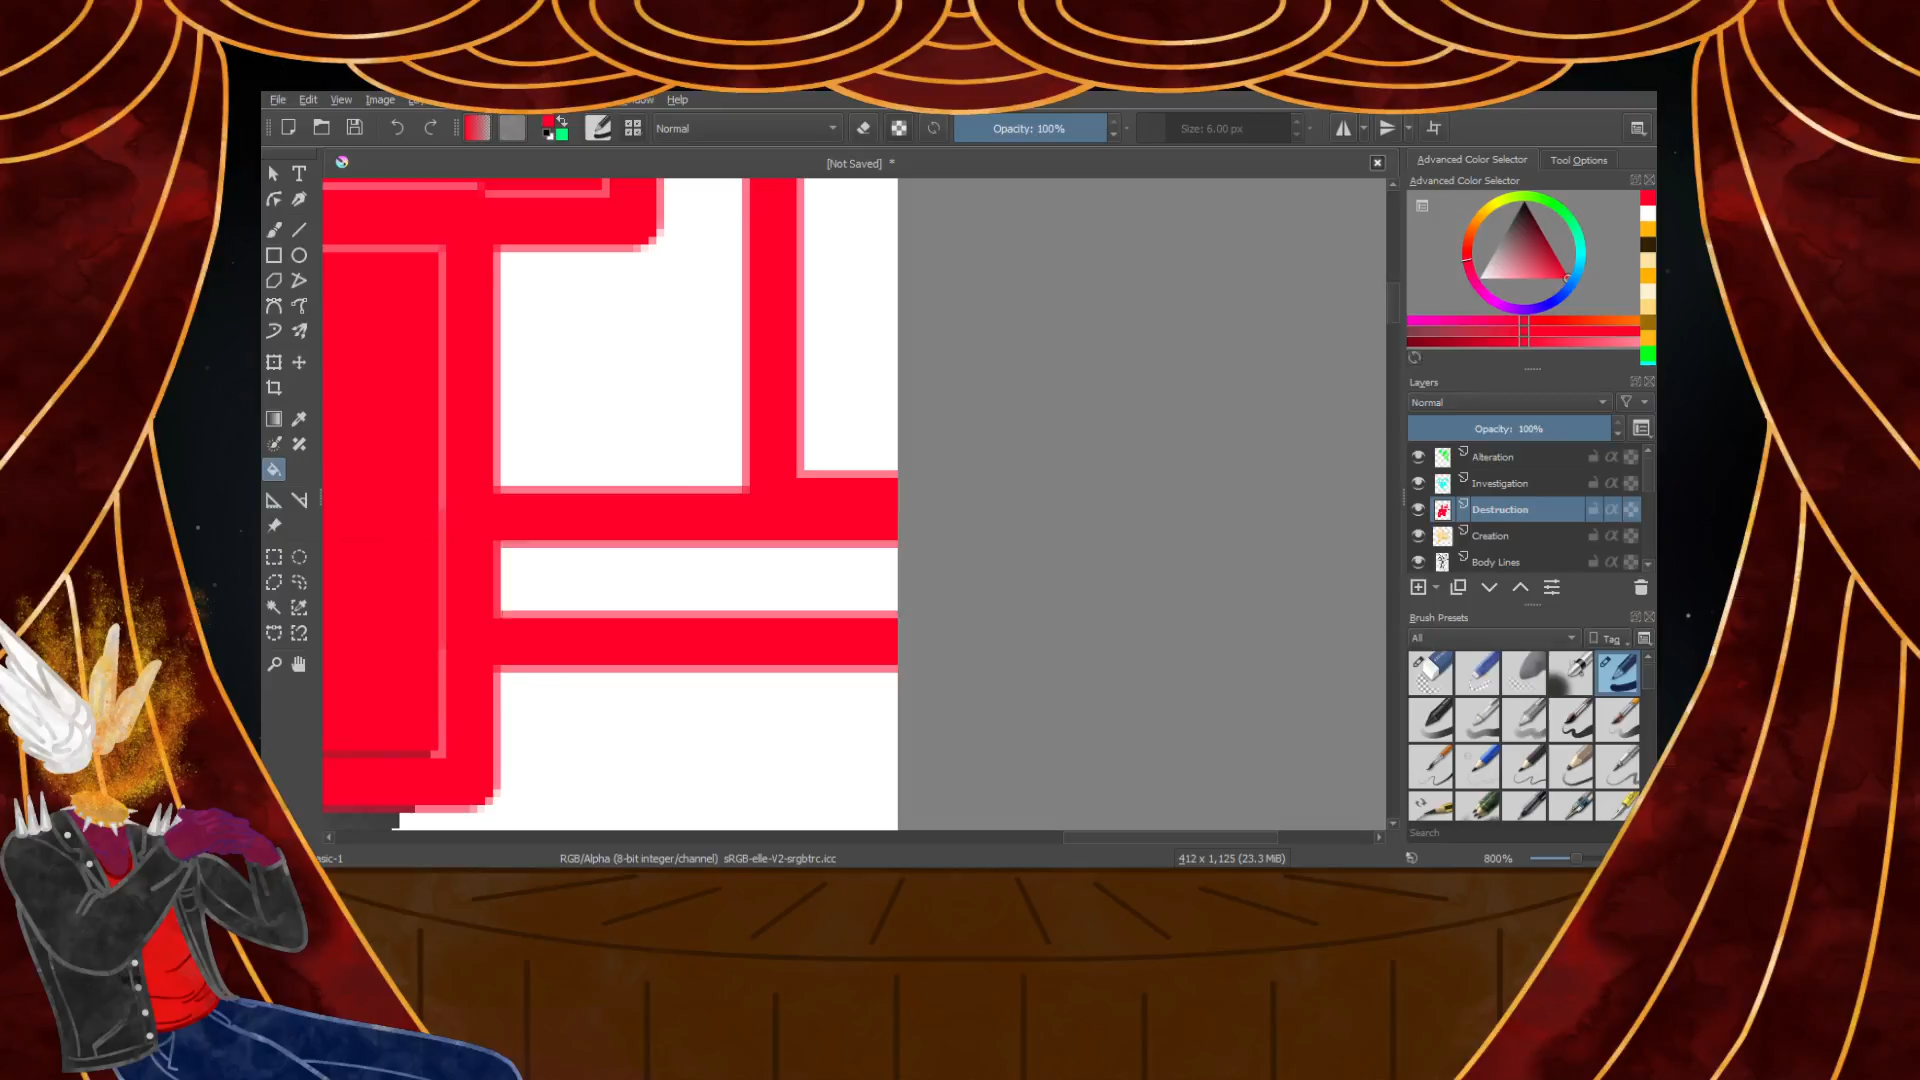 File Edit View Image Help
Normal
Opacity: 100%
Size: 6.00 px
[Not Saved] *
Advanced Color Selector
Tool Options
Advanced Color Selector
Layers
Normal
Opacity: 100%
Alteration
Investigation
Destruction
Creation
Body Lines
Brush Presets
All
Tag
Search
asic-1
RGB/Alpha (8-bit integer/channel) sRGB-elle-V2-srgbtrc.icc
412 x 1,125 (23.3 MiB)
800%